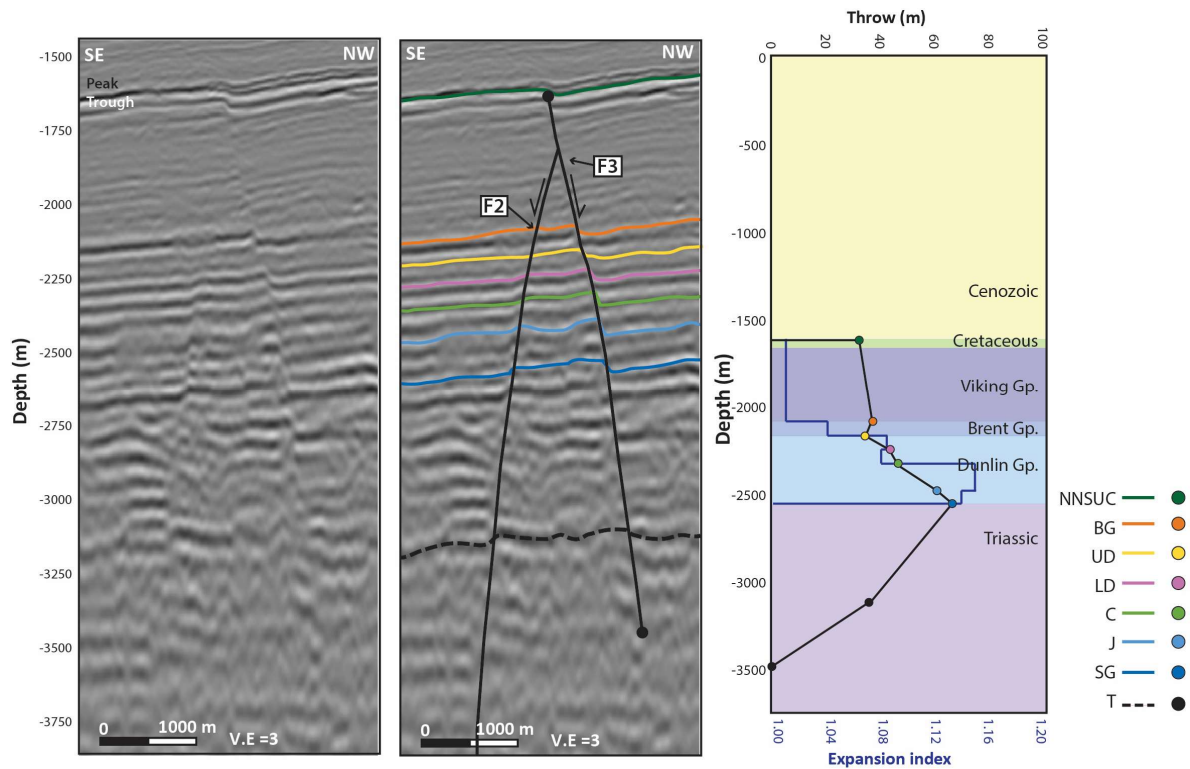 SE
NW
Peak
Trough
-1500
-1750
-2000
-2250
-2500
-2750
-3000
-3250
-3500
-3750
Depth (m)
0
1000 m
V.E =3
SE
NW
F3
F2
0
1000 m
V.E =3
Throw (m)
0
20
40
60
80
100
0
-500
-1000
-1500
-2000
-2500
-3000
-3500
Depth (m)
Cenozoic
Cretaceous
Viking Gp.
Brent Gp.
Dunlin Gp.
Triassic
1.00
1.04
1.08
1.12
1.16
1.20
Expansion index
NNSUC
BG
UD
LD
C
J
SG
T